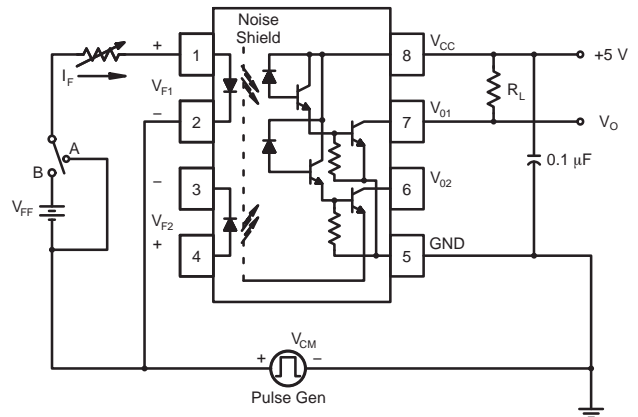 Noise
Shield
+
1
8
V_CC
+5 V
I_F
V_F1
R_L
−
2
7
V_01
V_O
A
B
−
3
6
V_02
0.1 μF
V_FF
V_F2
+
4
5
GND
V_CM
+
−
Pulse Gen